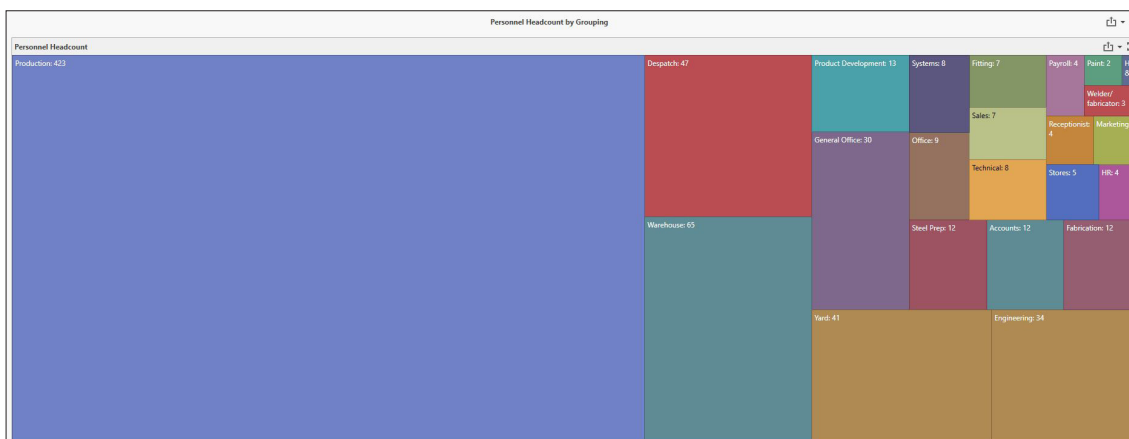 Personnel Headcount by Grouping
Personnel Headcount
Production: 423
Despatch: 47
Product Development: 13
Systems: 8
Fitting: 7
Payroll: 4
Paint: 2
H
&
Welder/
fabricator: 3
Sales: 7
Receptionist:
4
Marketing
General Office: 30
Office: 9
Technical: 8
Stores: 5
HR: 4
Warehouse: 65
Steel Prep: 12
Accounts: 12
Fabrication: 12
Yard: 41
Engineering: 34